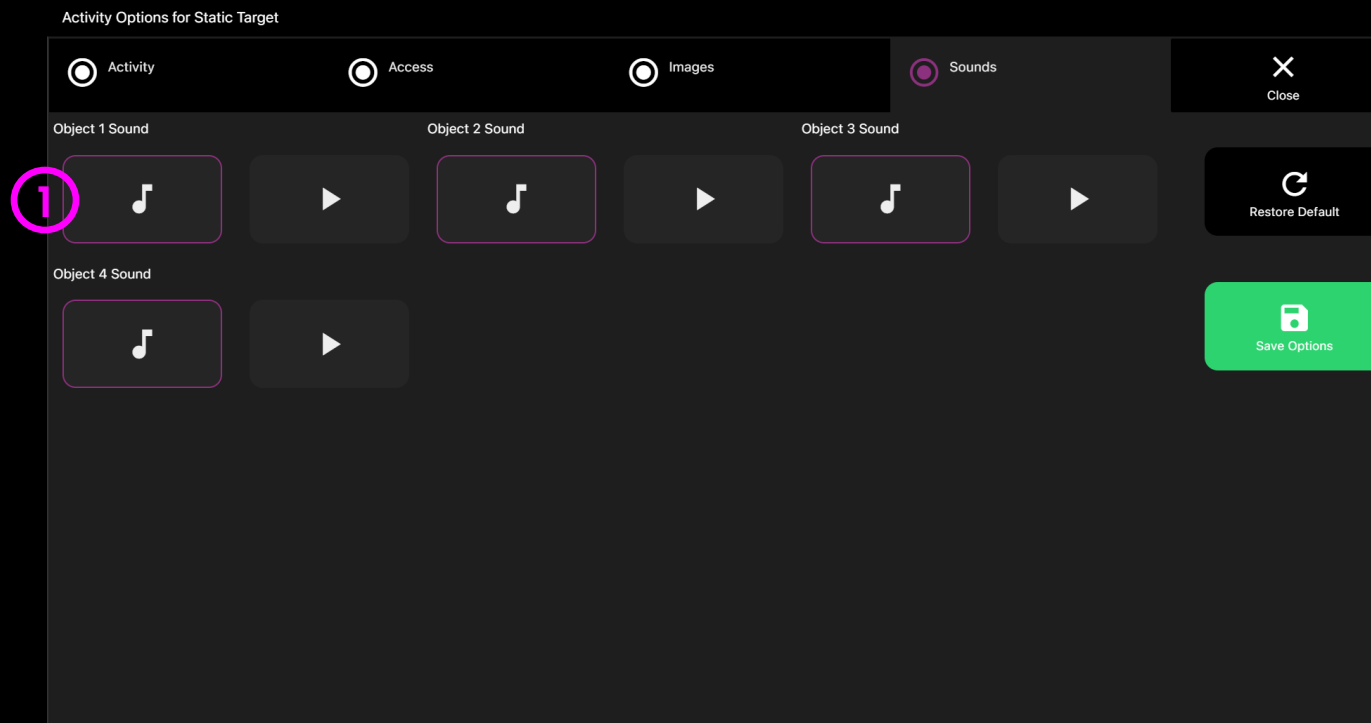 Activity Options for Static Target
Activity
Access
Images
Sounds
Close
Object 1 Sound
Object 2 Sound
Object 3 Sound
1
Restore Default
Object 4 Sound
Save Options